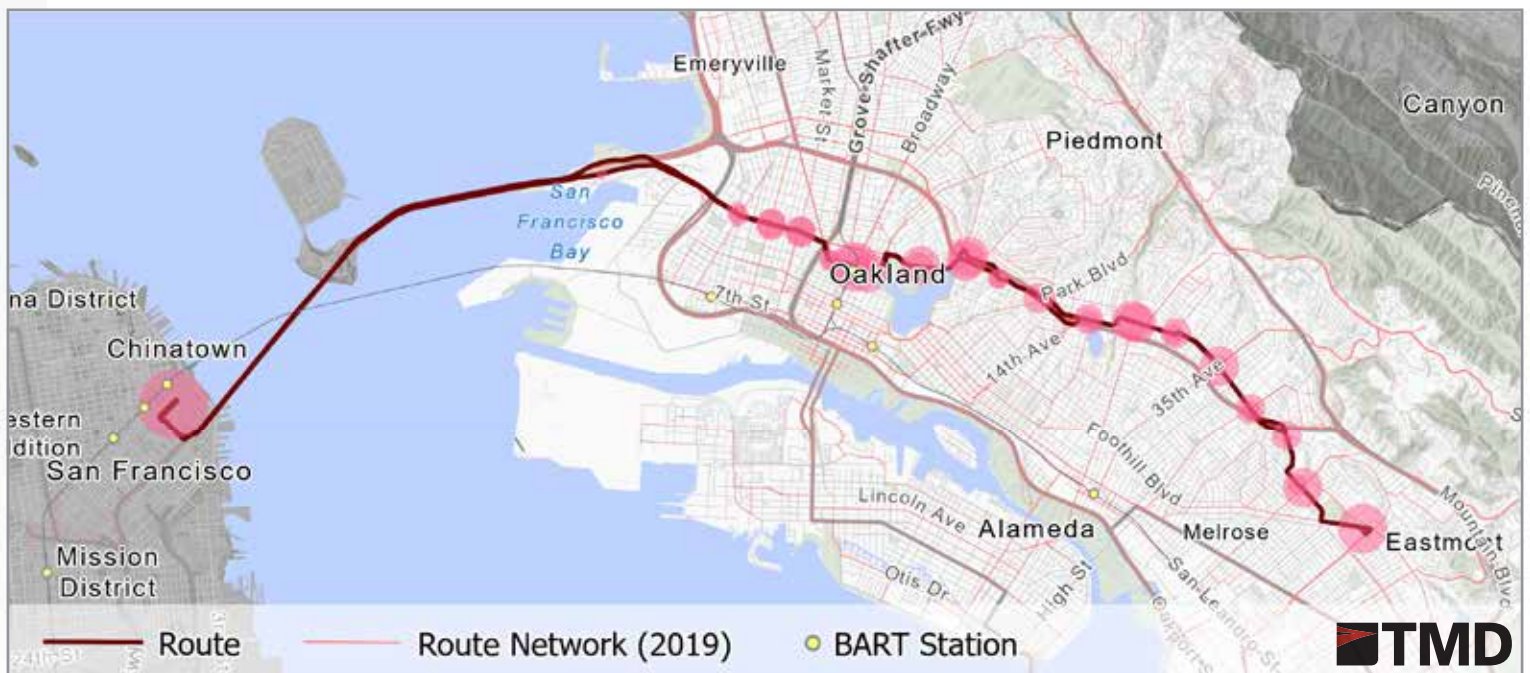 Emeryville
Market St
Grove-Shafter-Fwy
Broadway
Canyon
Piedmont
San
Francisco
Bay
na District
Chinatown
Oakland
Park Blvd
7th St
14th Ave
35th Ave
estern
dition
San Francisco
Foothill Blvd
Lincoln Ave
Alameda
Melrose
Eastmont
Mountain-Blvd
Mission
District
Otis Dr
High St
San-Leandro-St
Route
Route Network (2019)
BART Station
TMD
24th St